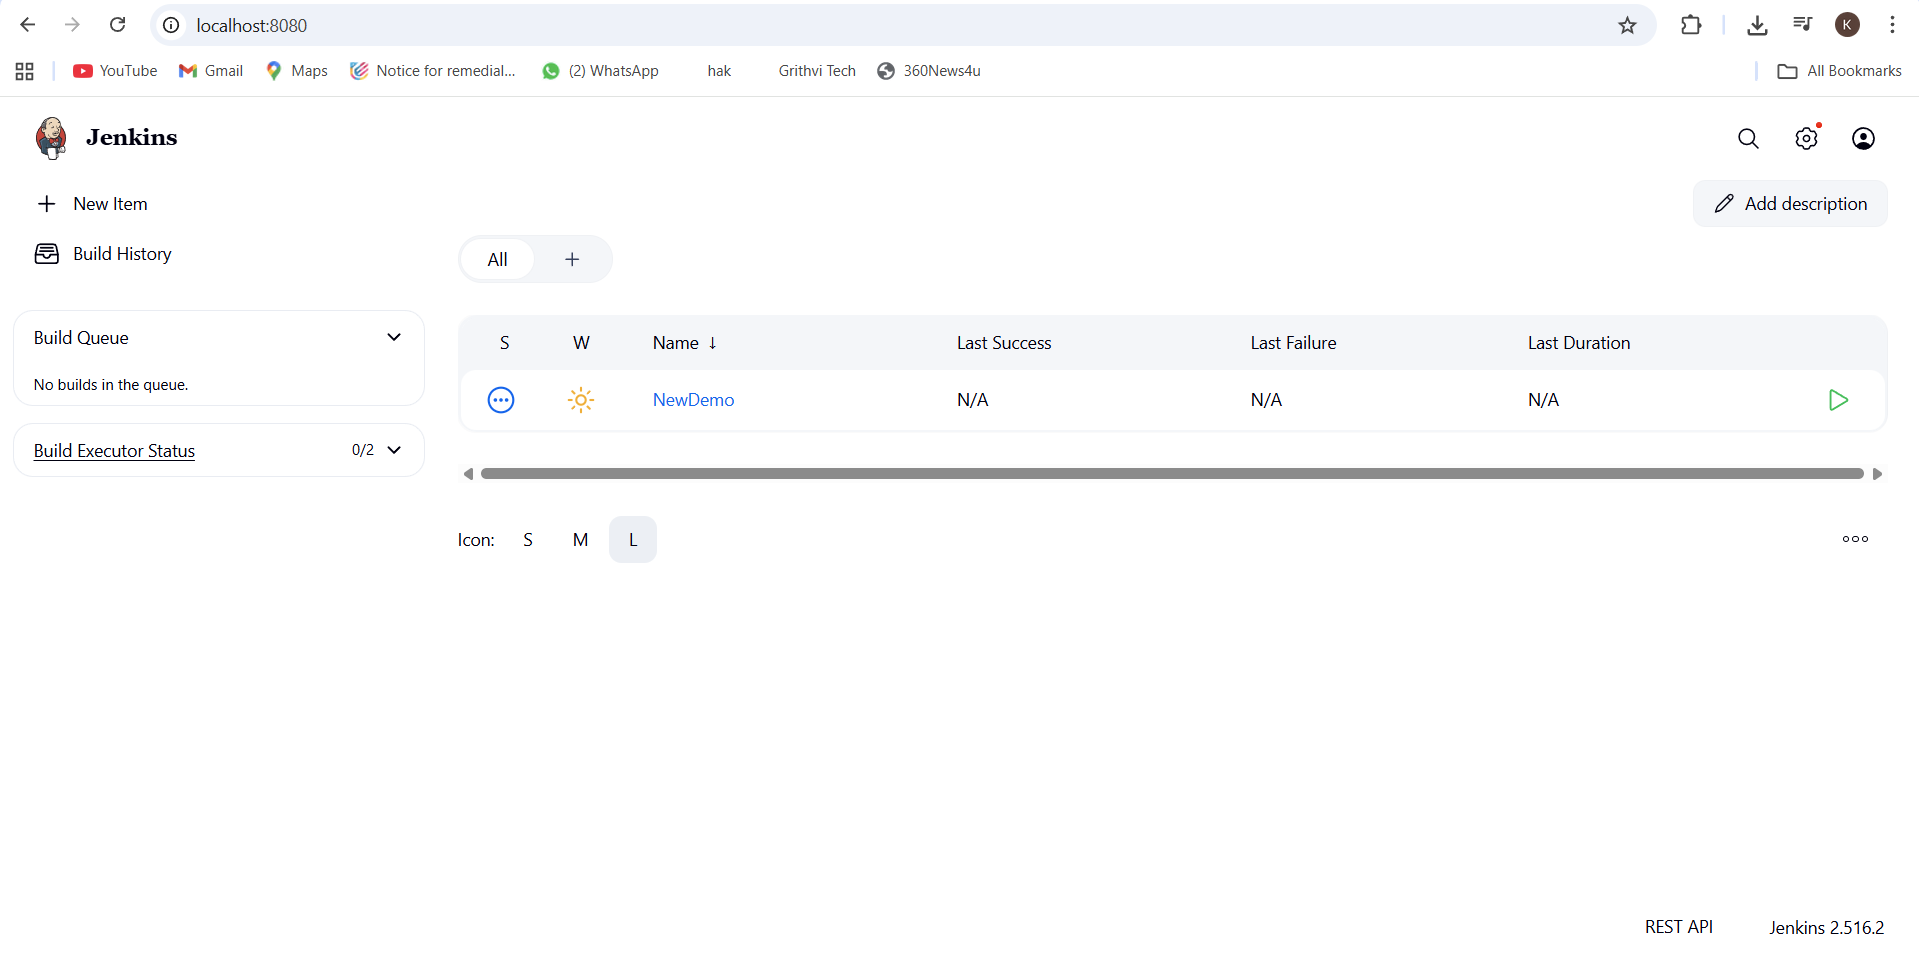 localhost:8080
YouTube Gmail Maps Notice for remedial... (2) WhatsApp hak Grithvi Tech 360News4u All Bookmarks
K
Jenkins
New Item
Build History
Build Queue
No builds in the queue.
Build Executor Status 0/2
Add description
All +
S W Name ↓ Last Success Last Failure Last Duration
NewDemo N/A N/A N/A
Icon: S M L
REST API Jenkins 2.516.2